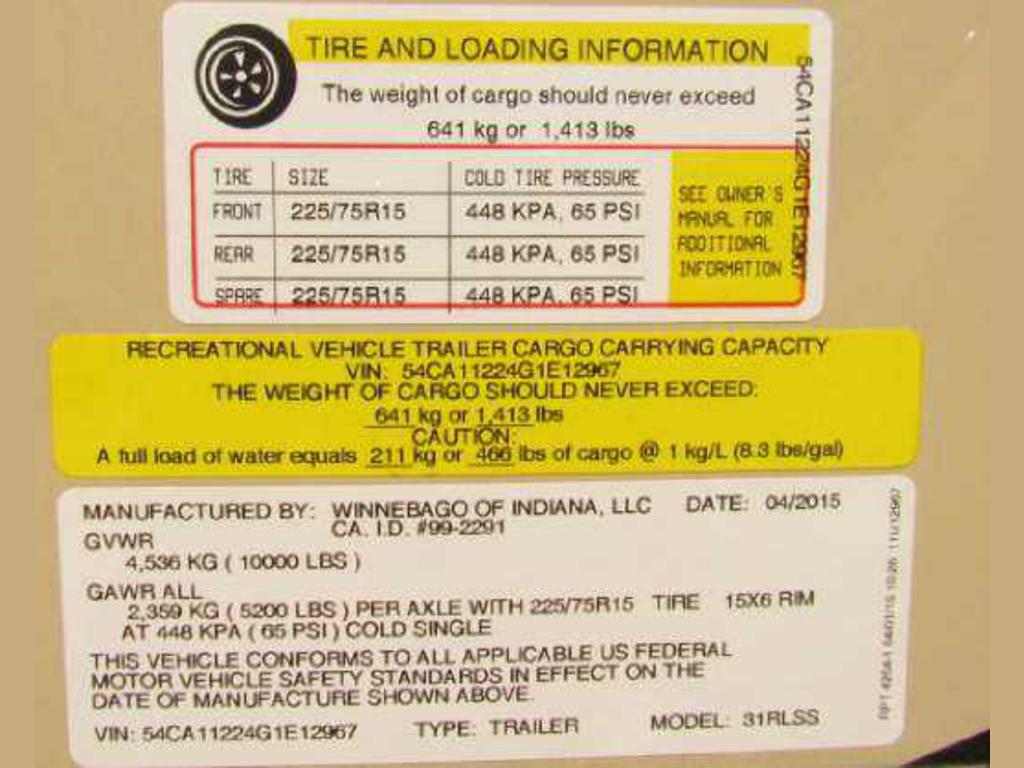 TIRE AND LOADING INFORMATION
The weight of cargo should never exceed
641 kg or 1,413 lbs
TIRE SIZE COLD TIRE PRESSURE
FRONT 225/75R15 448 KPA, 65 PSI
REAR 225/75R15 448 KPA, 65 PSI
SPARE 225/75R15 448 KPA, 65 PSI
SEE OWNER'S
MANUAL FOR
ADDITIONAL
INFORMATION
54CA11224G1E12967
RECREATIONAL VEHICLE TRAILER CARGO CARRYING CAPACITY
VIN: 54CA11224G1E12967
THE WEIGHT OF CARGO SHOULD NEVER EXCEED:
641 kg or 1,413 lbs
CAUTION:
A full load of water equals 211 kg or 466 lbs of cargo @ 1 kg/L (8.3 lbs/gal)
MANUFACTURED BY: WINNEBAGO OF INDIANA, LLC DATE: 04/2015
CA. I.D. #99-2291
GVWR
4,536 KG ( 10000 LBS )
GAWR ALL
2,359 KG ( 5200 LBS ) PER AXLE WITH 225/75R15 TIRE 15X6 RIM
AT 448 KPA ( 65 PSI ) COLD SINGLE
THIS VEHICLE CONFORMS TO ALL APPLICABLE US FEDERAL
MOTOR VEHICLE SAFETY STANDARDS IN EFFECT ON THE
DATE OF MANUFACTURE SHOWN ABOVE.
VIN: 54CA11224G1E12967 TYPE: TRAILER MODEL: 31RLSS